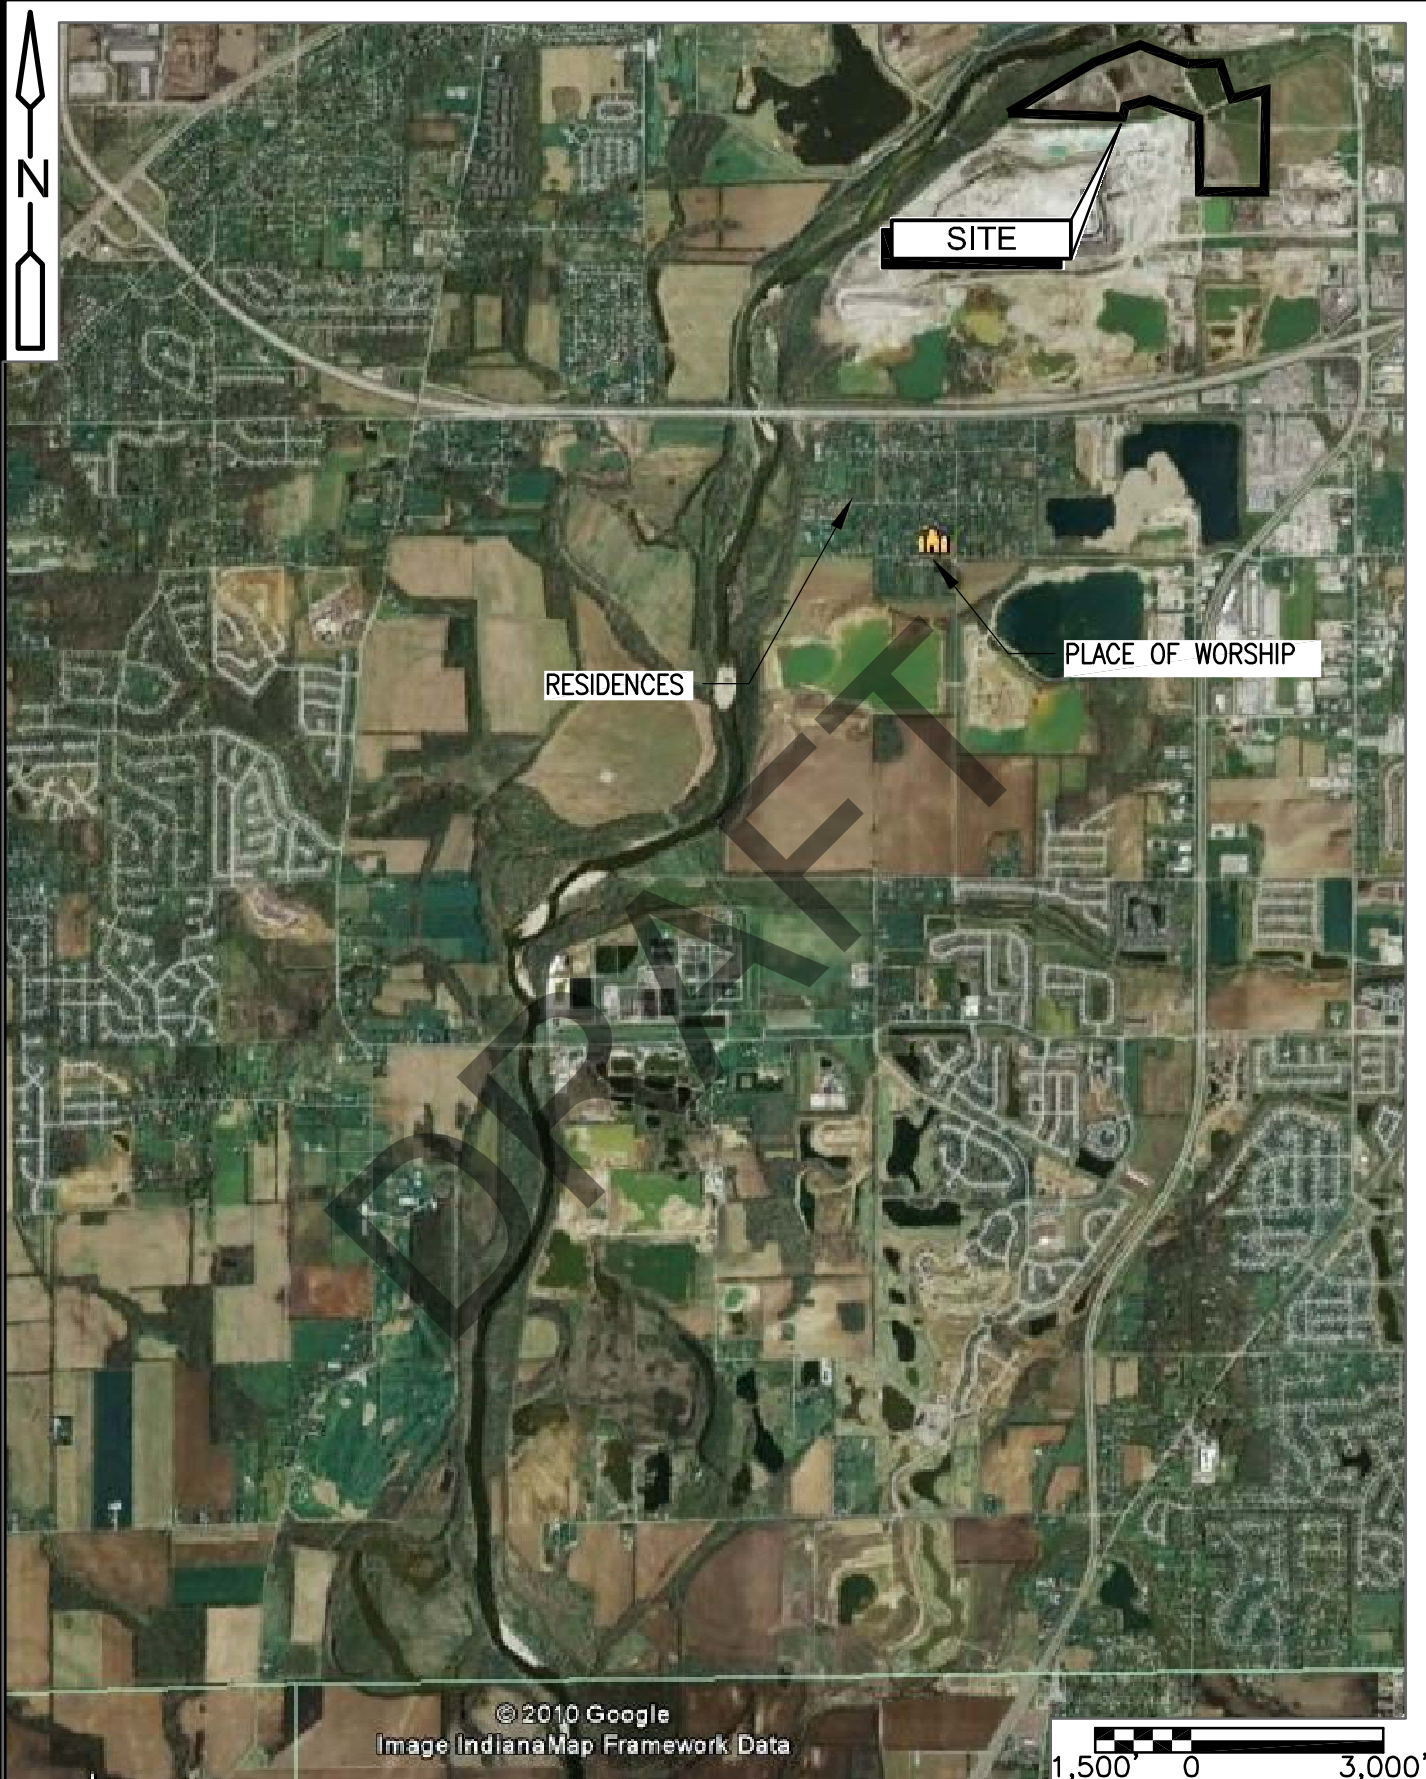 N
SITE
RESIDENCES
PLACE OF WORSHIP
DRAFT
© 2010 Google
Image IndianaMap Framework Data
1,500' 0 3,000'